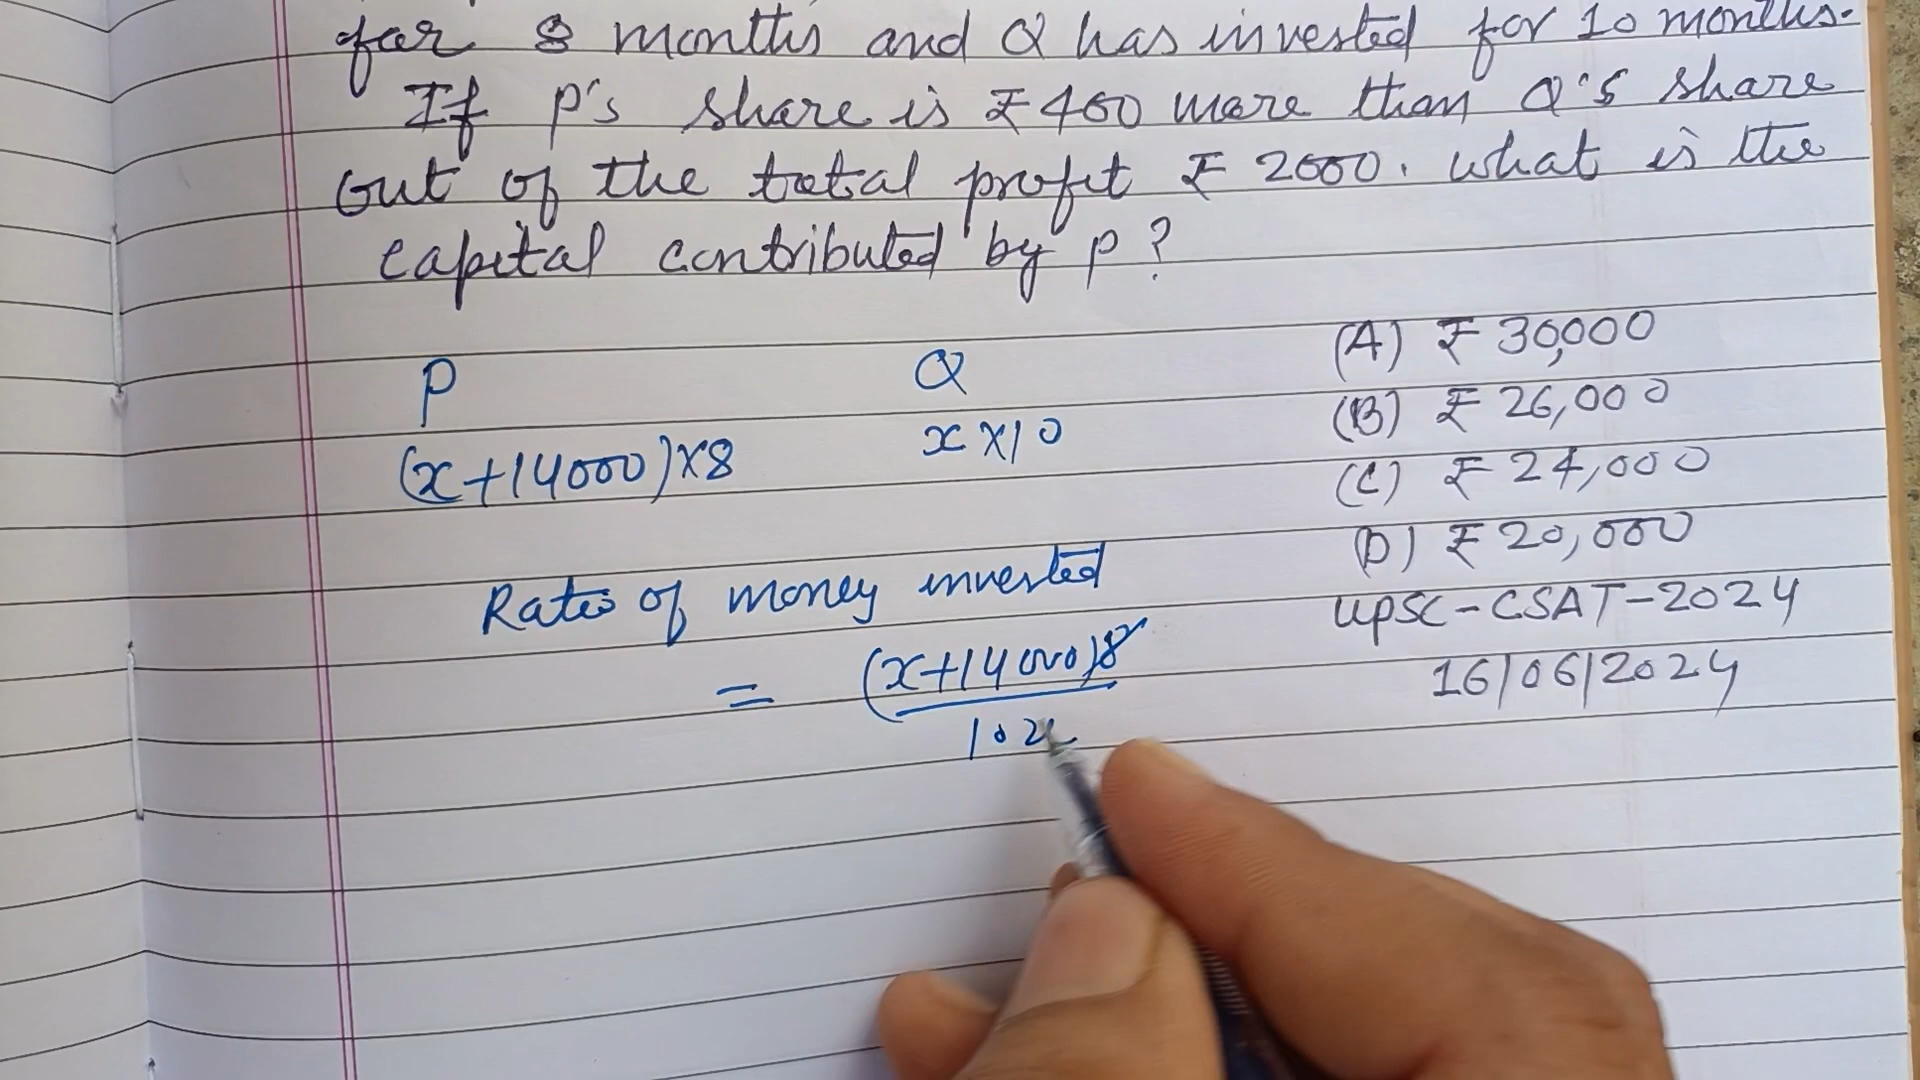 for 8 months and Q has invested for 10 months.
If P's share is ₹ 400 more than Q's share
out of the total profit ₹ 2000. what is the
capital contributed by P?
P Q
(x+14000)×8 x×10
(A) ₹ 30,000
(B) ₹ 26,000
(C) ₹ 24,000
(D) ₹ 20,000
UPSC-CSAT-2024
16/06/2024
Ratio of money invested
= (x+14000)8
10x